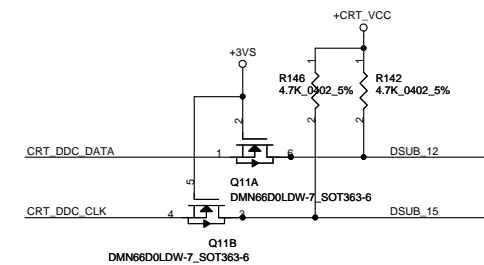 +CRT_VCC
+3VS
R146
4.7K_0402_5%
R142
4.7K_0402_5%
1
1
2
2
2
CRT_DDC_DATA
1
6
DSUB_12
Q11A
DMN66D0LDW-7_SOT363-6
5
CRT_DDC_CLK
4
3
DSUB_15
Q11B
DMN66D0LDW-7_SOT363-6